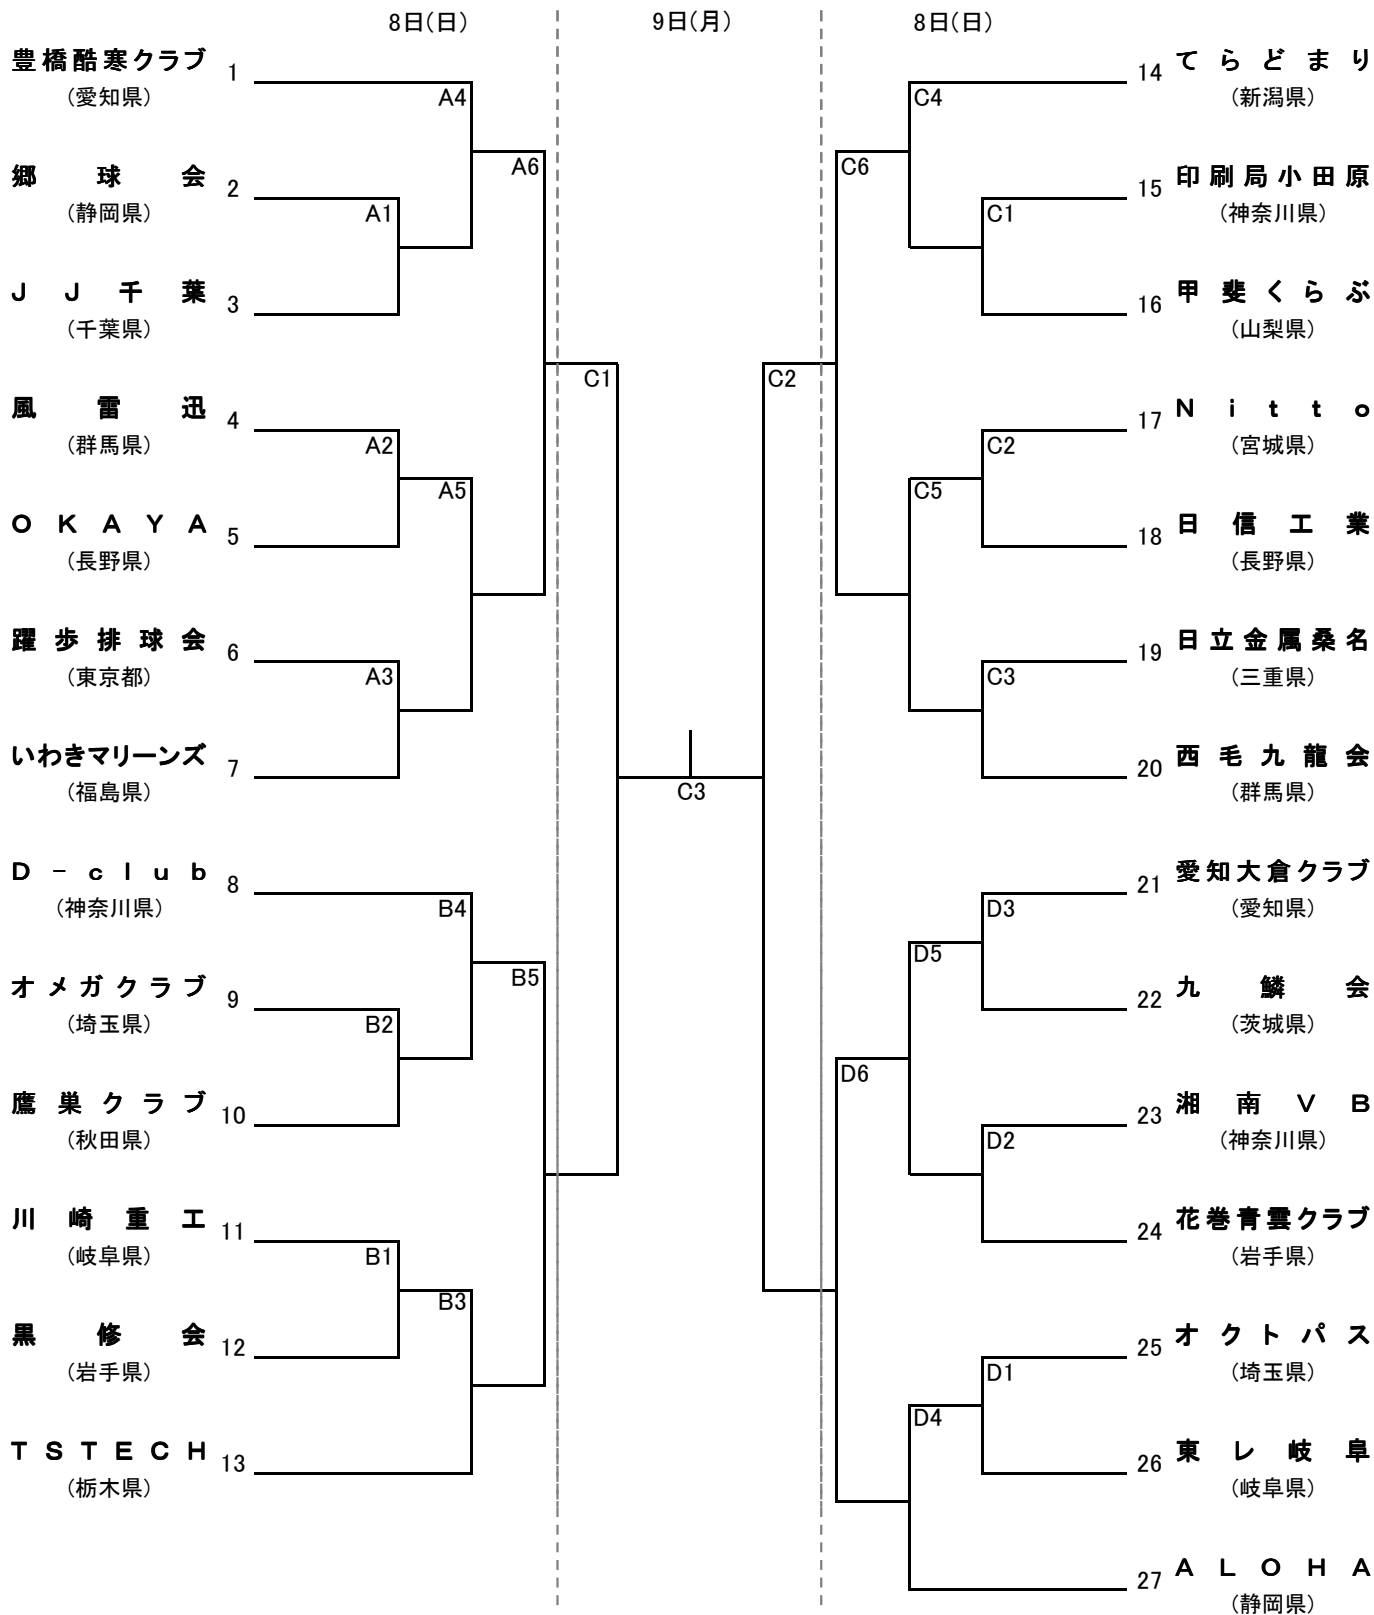 8日(日) 9日(月) 8日(日)
豊橋酷寒クラブ 1
(愛知県)
A4
郷球会 2
(静岡県)
A1
A6
JJ千葉 3
(千葉県)
風雷迅 4
(群馬県)
A2
A5
OKAYA 5
(長野県)
躍歩排球会 6
(東京都)
A3
いわきマリーンズ 7
(福島県)
C1
D-club 8
(神奈川県)
B4
オメガクラブ 9
(埼玉県)
B2
B5
鷹巣クラブ 10
(秋田県)
川崎重工 11
(岐阜県)
B1
B3
黒修会 12
(岩手県)
TSTECH 13
(栃木県)
C3
14 てらどまり
(新潟県)
C4
15 印刷局小田原
(神奈川県)
C1
C6
16 甲斐くらぶ
(山梨県)
C2
17 Nitto
(宮城県)
C2
C5
18 日信工業
(長野県)
19 日立金属桑名
(三重県)
C3
20 西毛九龍会
(群馬県)
21 愛知大倉クラブ
(愛知県)
D3
D5
22 九鱗会
(茨城県)
D6
23 湘南VB
(神奈川県)
D2
24 花巻青雲クラブ
(岩手県)
25 オクトパス
(埼玉県)
D1
D4
26 東レ岐阜
(岐阜県)
27 ALOHA
(静岡県)